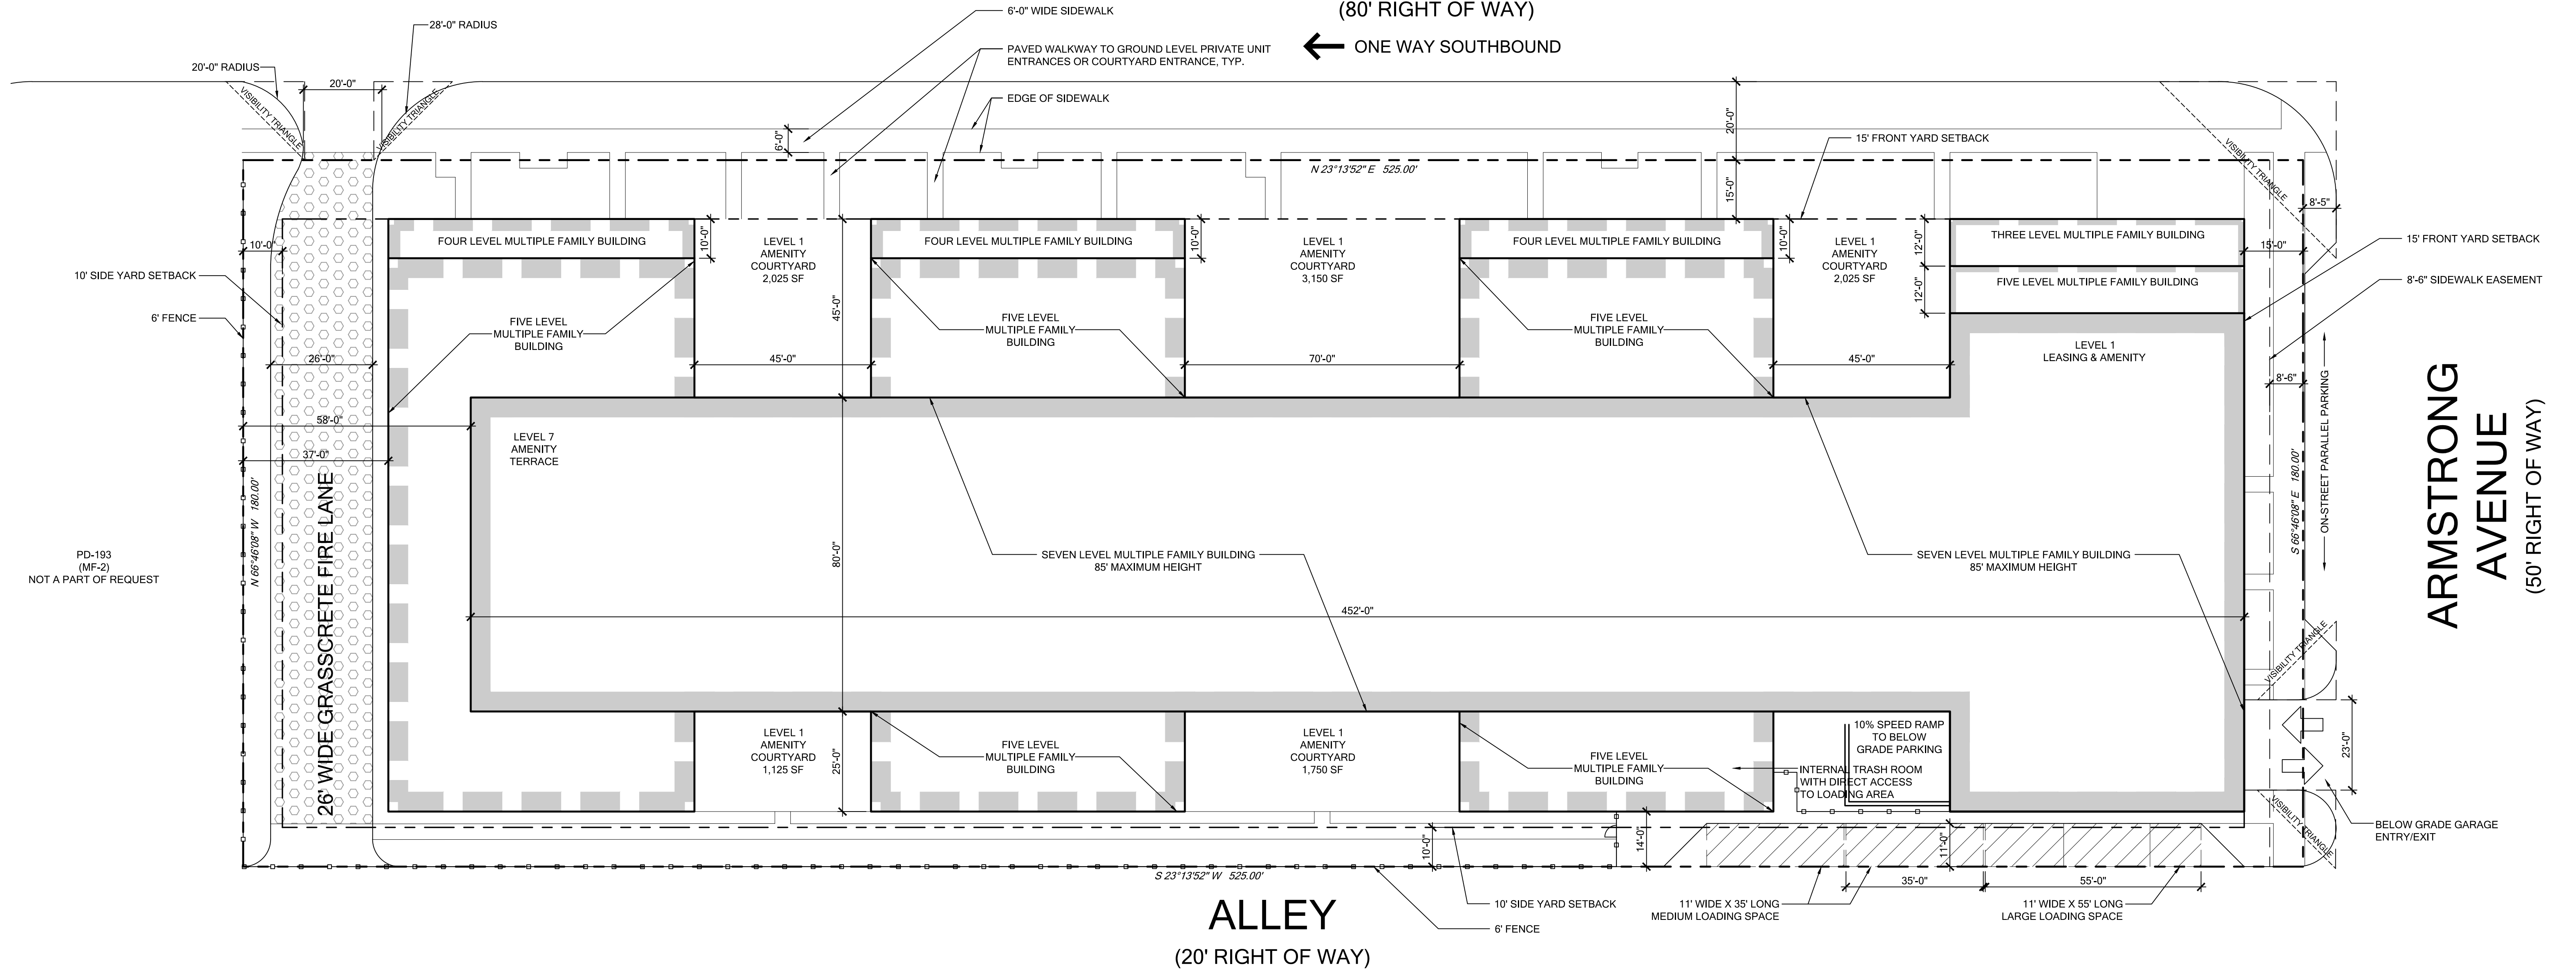 (80' RIGHT OF WAY)
ONE WAY SOUTHBOUND
6'-0" WIDE SIDEWALK
28'-0" RADIUS
PAVED WALKWAY TO GROUND LEVEL PRIVATE UNIT
ENTRANCES OR COURTYARD ENTRANCE, TYP.
20'-0" RADIUS
20'-0"
VISIBILITY TRIANGLE
VISIBILITY TRIANGLE
EDGE OF SIDEWALK
6'-0"
20'-0"
15' FRONT YARD SETBACK
VISIBILITY TRIANGLE
N 23°13'52" E 525.00'
15'-0"
8'-5"
10'-0"
FOUR LEVEL MULTIPLE FAMILY BUILDING
10'-0"
LEVEL 1
AMENITY
COURTYARD
2,025 SF
FOUR LEVEL MULTIPLE FAMILY BUILDING
10'-0"
LEVEL 1
AMENITY
COURTYARD
3,150 SF
FOUR LEVEL MULTIPLE FAMILY BUILDING
10'-0"
LEVEL 1
AMENITY
COURTYARD
2,025 SF
12'-0"
THREE LEVEL MULTIPLE FAMILY BUILDING
15'-0"
15' FRONT YARD SETBACK
10' SIDE YARD SETBACK
12'-0"
FIVE LEVEL MULTIPLE FAMILY BUILDING
8'-6" SIDEWALK EASEMENT
6' FENCE
FIVE LEVEL
MULTIPLE FAMILY
BUILDING
45'-0"
FIVE LEVEL
MULTIPLE FAMILY
BUILDING
FIVE LEVEL
MULTIPLE FAMILY
BUILDING
LEVEL 1
LEASING & AMENITY
26'-0"
45'-0"
70'-0"
45'-0"
8'-6"
ON-STREET PARALLEL PARKING
ARMSTRONG
AVENUE
(50' RIGHT OF WAY)
58'-0"
37'-0"
LEVEL 7
AMENITY
TERRACE
N 66°46'08" W 180.00'
26' WIDE GRASSCRETE FIRE LANE
S 66°46'08" E 180.00'
PD-193
(MF-2)
NOT A PART OF REQUEST
80'-0"
SEVEN LEVEL MULTIPLE FAMILY BUILDING
85' MAXIMUM HEIGHT
SEVEN LEVEL MULTIPLE FAMILY BUILDING
85' MAXIMUM HEIGHT
452'-0"
VISIBILITY TRIANGLE
LEVEL 1
AMENITY
COURTYARD
1,125 SF
25'-0"
FIVE LEVEL
MULTIPLE FAMILY
BUILDING
LEVEL 1
AMENITY
COURTYARD
1,750 SF
FIVE LEVEL
MULTIPLE FAMILY
BUILDING
10% SPEED RAMP
TO BELOW
GRADE PARKING
INTERNAL TRASH ROOM
WITH DIRECT ACCESS
TO LOADING AREA
23'-0"
VISIBILITY TRIANGLE
BELOW GRADE GARAGE
ENTRY/EXIT
10'-0"
14'-0"
11'-0"
S 23°13'52" W 525.00'
35'-0"
55'-0"
10' SIDE YARD SETBACK
11' WIDE X 35' LONG
MEDIUM LOADING SPACE
11' WIDE X 55' LONG
LARGE LOADING SPACE
6' FENCE
ALLEY
(20' RIGHT OF WAY)